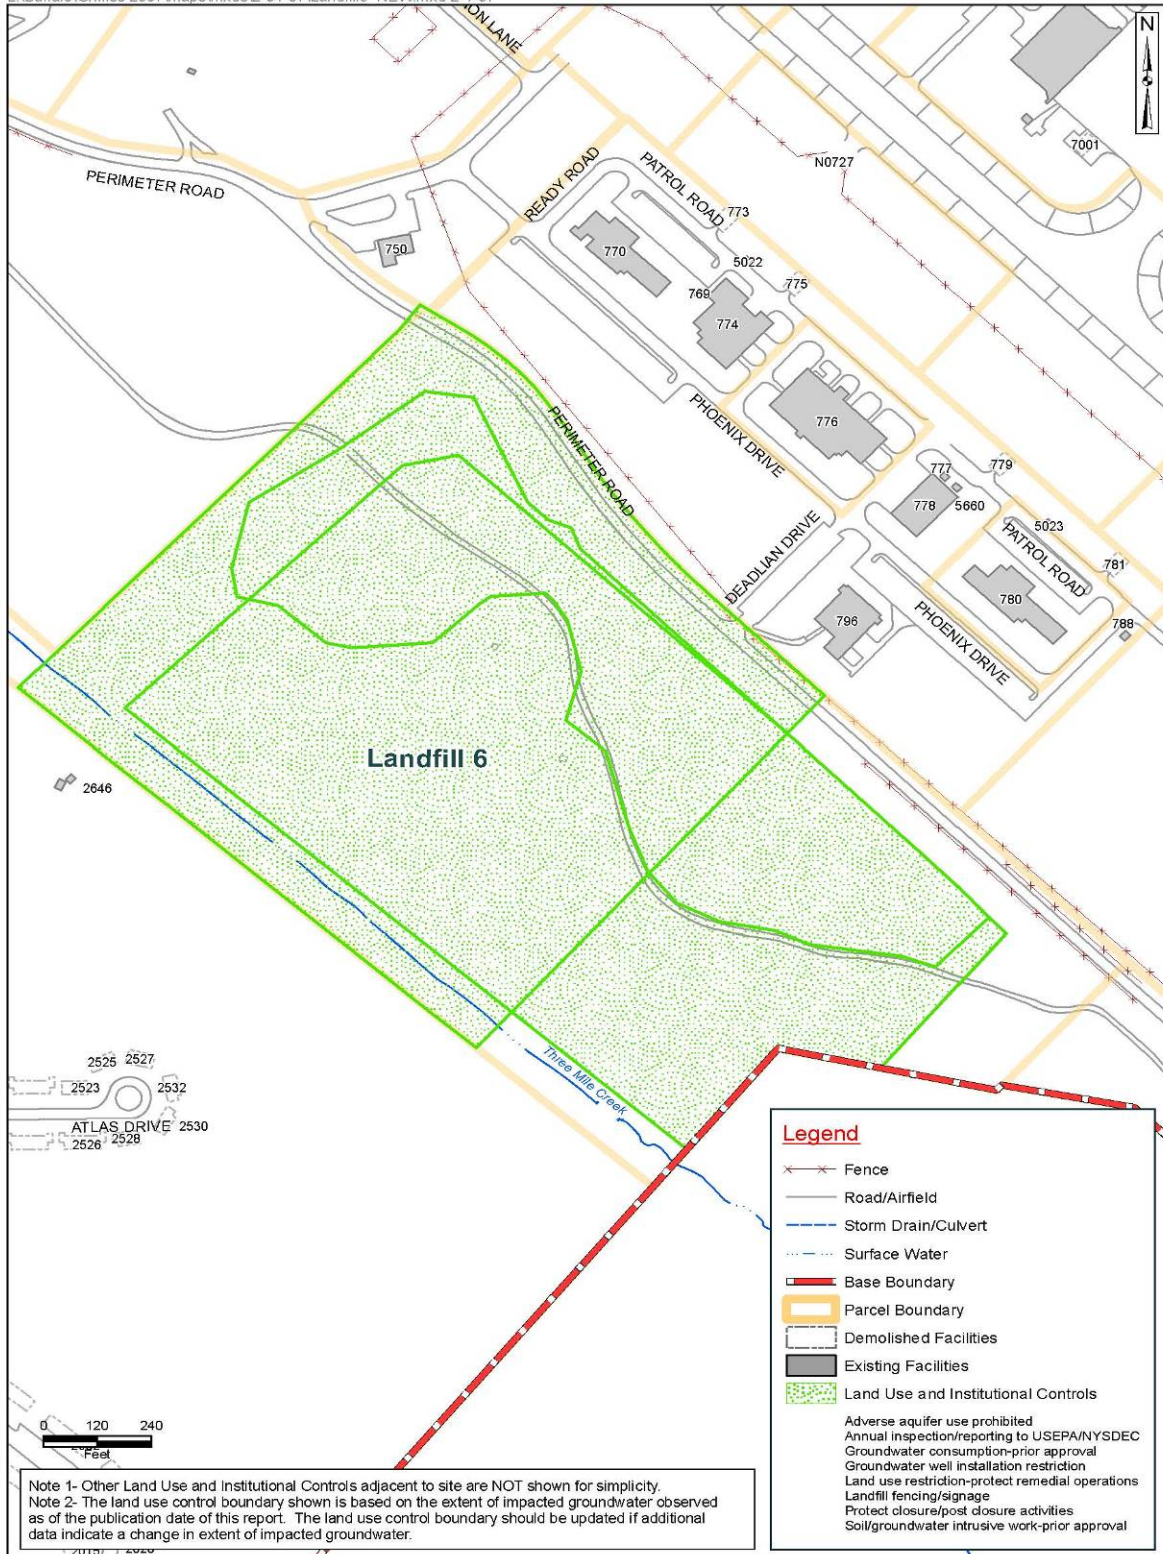 N
LANE
7001
N0727
PERIMETER ROAD
READY ROAD
PATROL ROAD
773
750
770
5022
775
769
774
776
PHOENIX DRIVE
PERIMETER ROAD
777
779
778
5660
5023
DEADLIAN DRIVE
PATROL ROAD
781
780
796
788
PHOENIX DRIVE
Landfill 6
2646
Three Mile Creek
2525
2527
2523
2532
ATLAS DRIVE
2530
2526
2528
Legend
Fence
Road/Airfield
Storm Drain/Culvert
Surface Water
Base Boundary
Parcel Boundary
Demolished Facilities
Existing Facilities
Land Use and Institutional Controls
Adverse aquifer use prohibited
Annual inspection/reporting to USEPA/NYSDEC
Groundwater consumption-prior approval
Groundwater well installation restriction
Land use restriction-protect remedial operations
Landfill fencing/signage
Protect closure/post closure activities
Soil/groundwater intrusive work-prior approval
0 120 240
Feet
Note 1- Other Land Use and Institutional Controls adjacent to site are NOT shown for simplicity.
Note 2- The land use control boundary shown is based on the extent of impacted groundwater observed
as of the publication date of this report. The land use control boundary should be updated if additional
data indicate a change in extent of impacted groundwater.